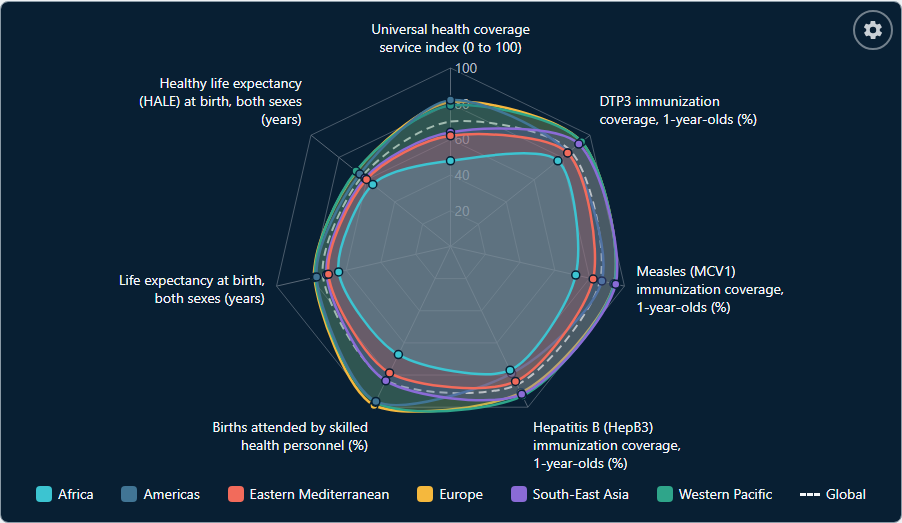 Universal health coverage
service index (0 to 100)
100
80
60
40
20
DTP3 immunization
coverage, 1-year-olds (%)
Measles (MCV1)
immunization coverage,
1-year-olds (%)
Hepatitis B (HepB3)
immunization coverage,
1-year-olds (%)
Births attended by skilled
health personnel (%)
Life expectancy at birth,
both sexes (years)
Healthy life expectancy
(HALE) at birth, both sexes
(years)
Africa
Americas
Eastern Mediterranean
Europe
South-East Asia
Western Pacific
Global